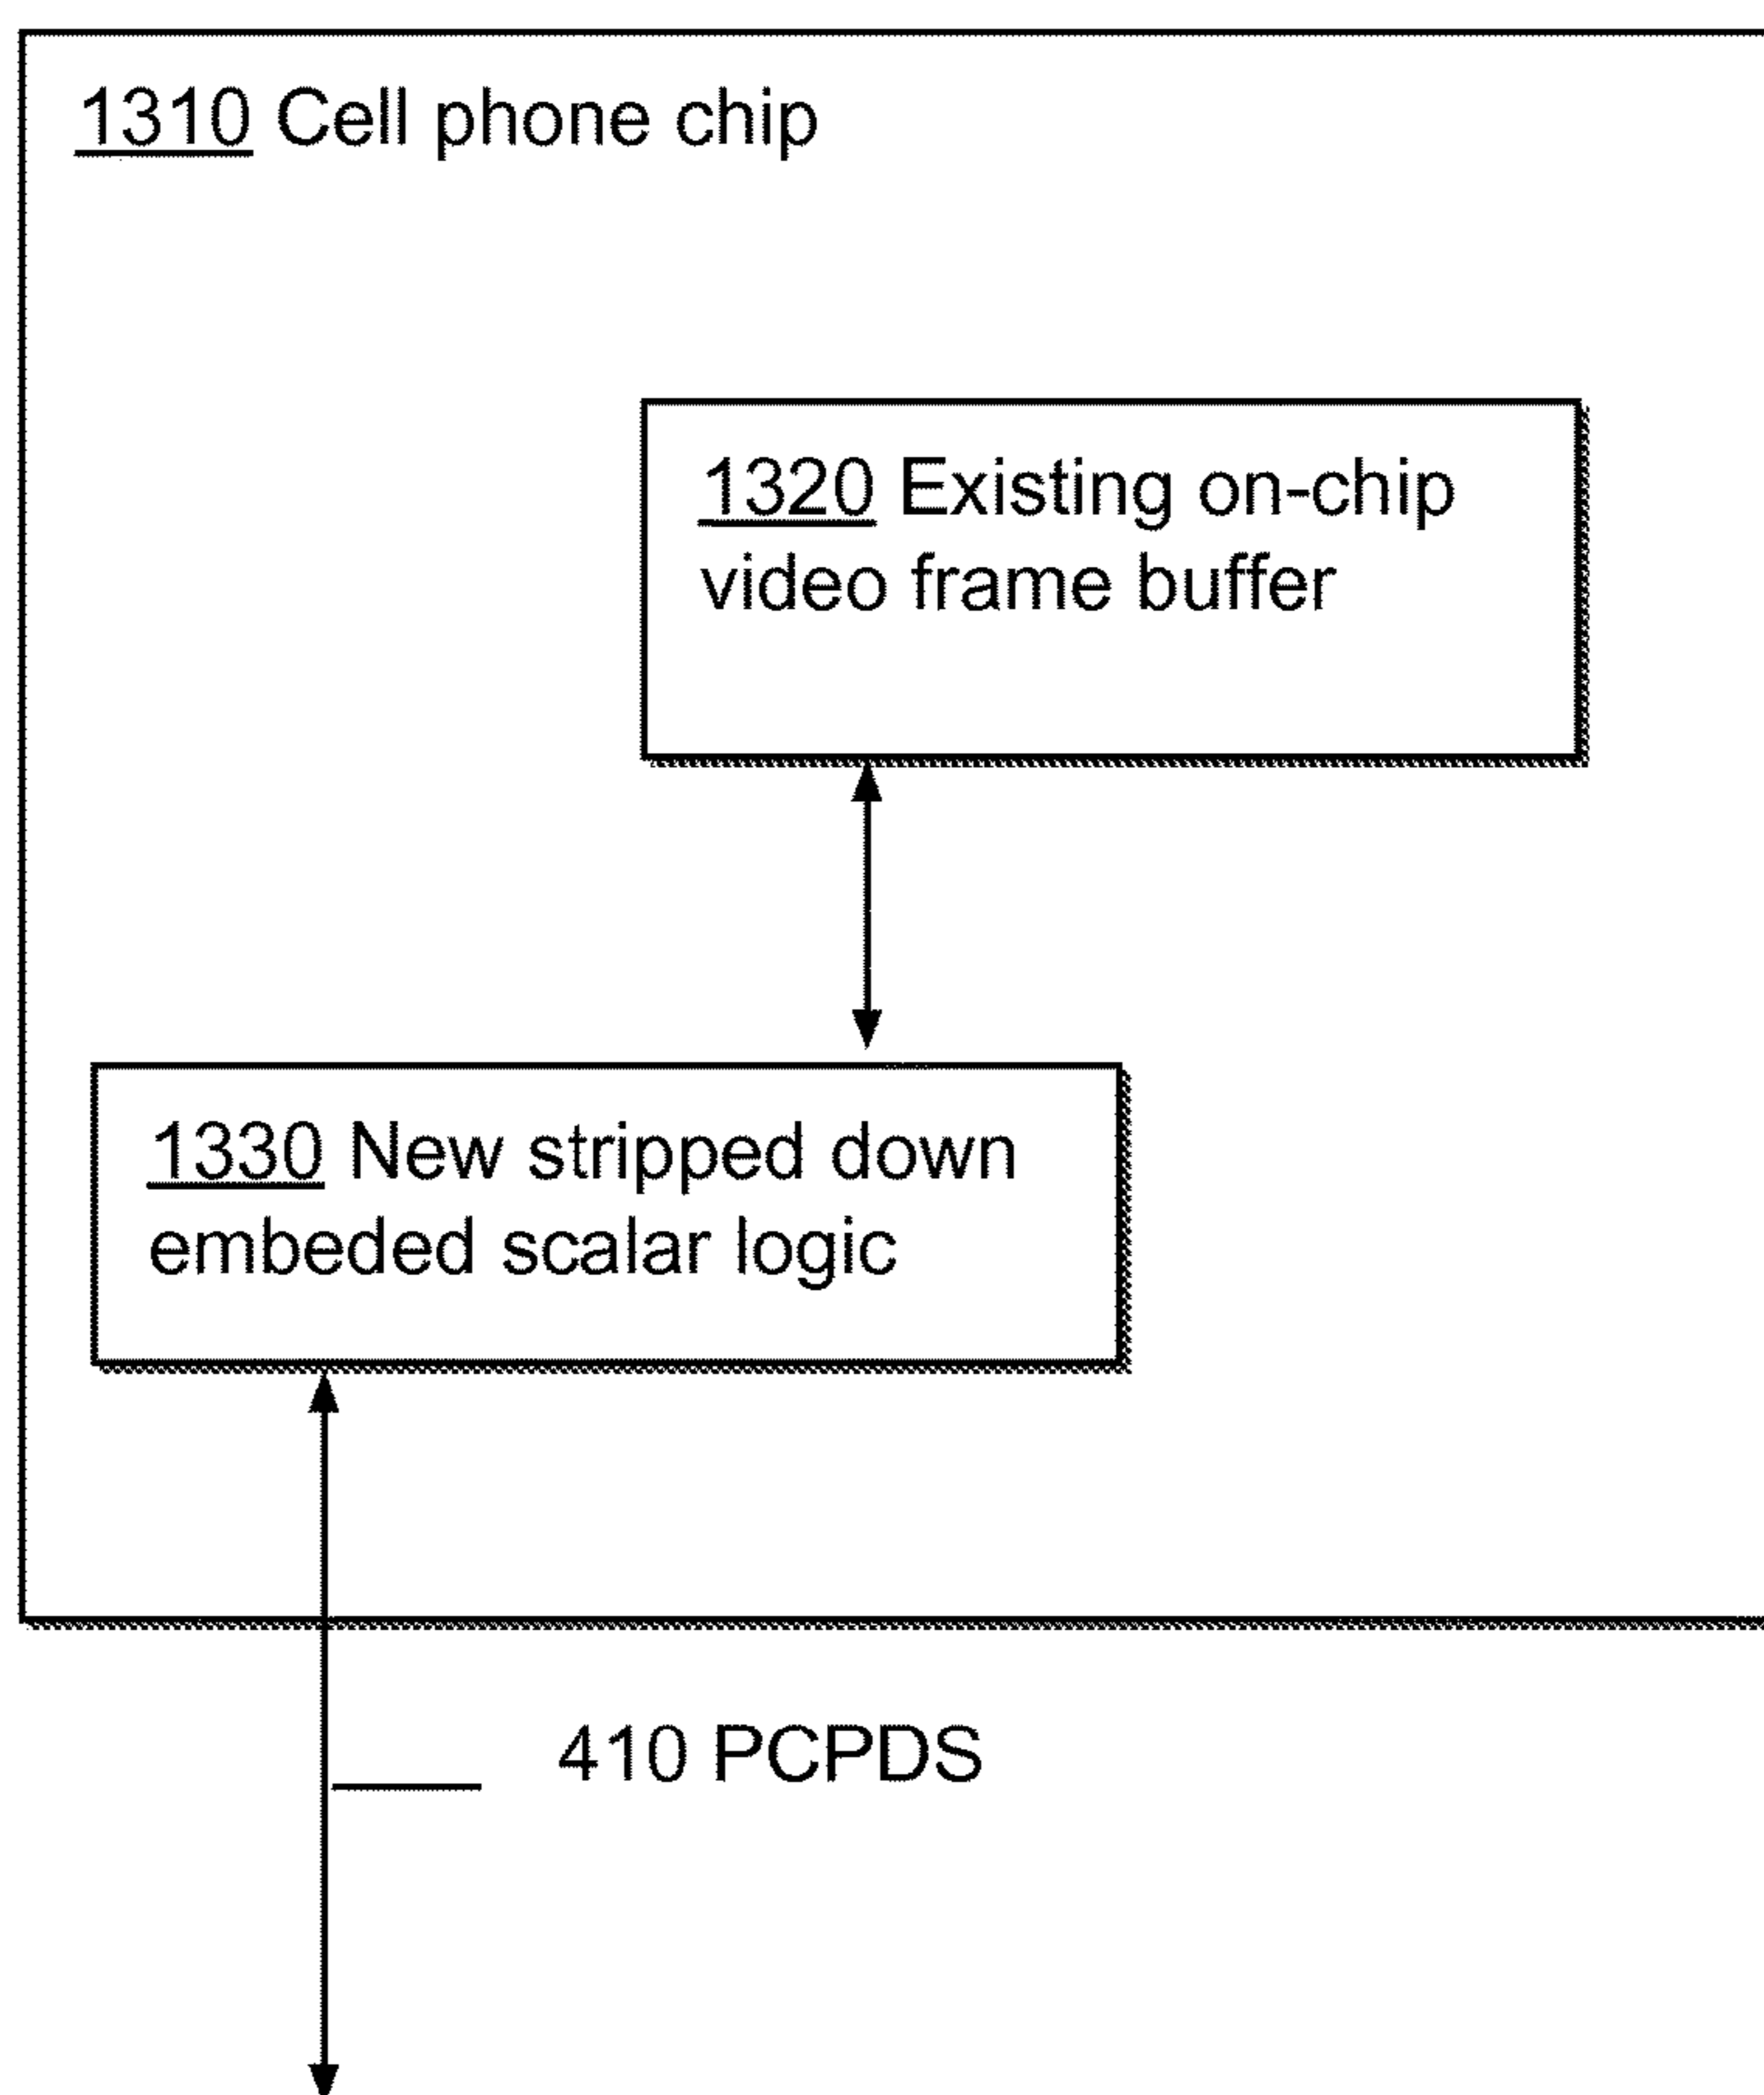 1310 Cell phone chip
1320 Existing on-chip
video frame buffer
1330 New stripped down
embeded scalar logic
410 PCPDS